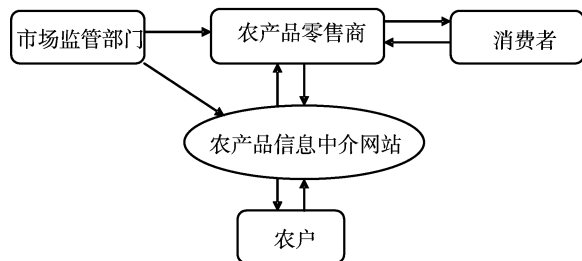 市场监管部门
农产品零售商
消费者
农产品信息中介网站
农户